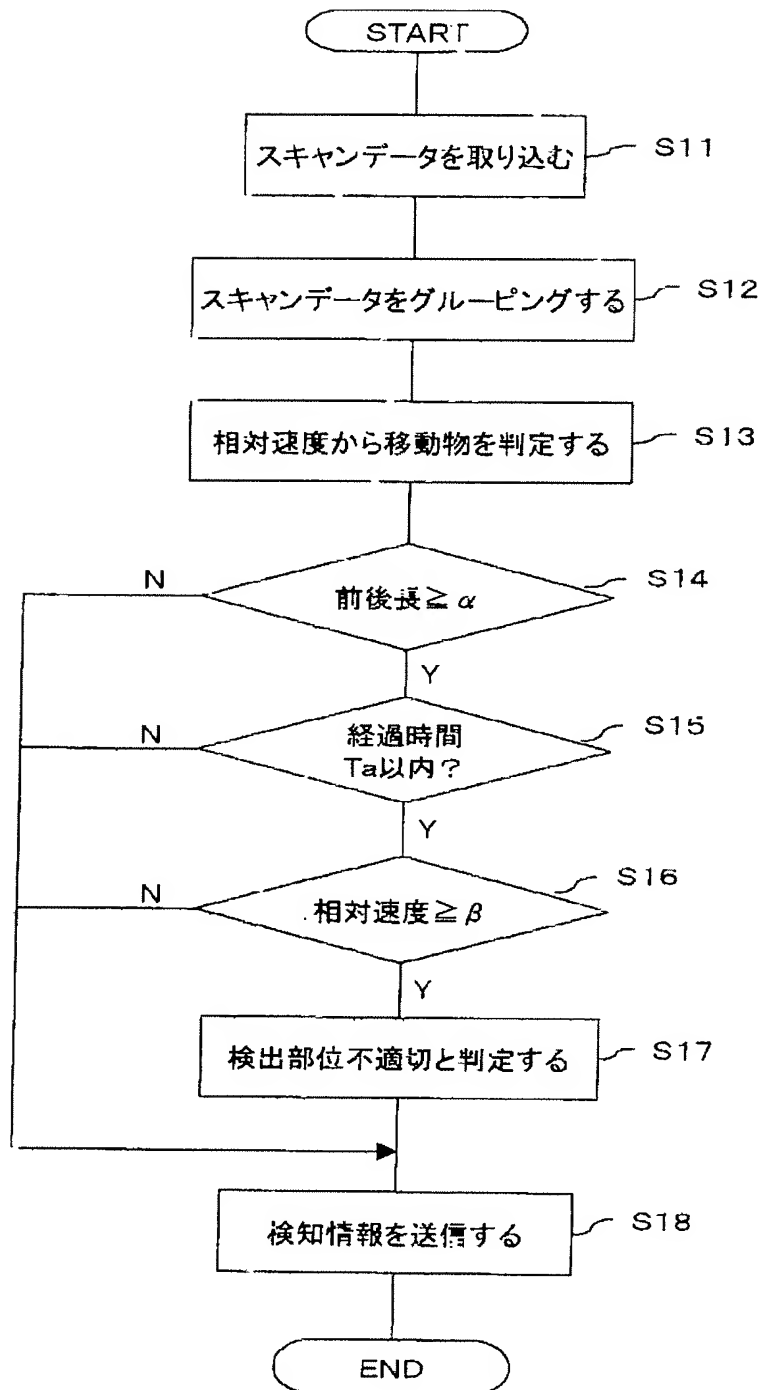 START
スキャンデータを取り込む
S11
スキャンデータをグルーピングする
S12
相対速度から移動物を判定する
S13
N
前後長≧α
S14
Y
N
経過時間
Ta以内?
S15
Y
N
相対速度≧β
S16
Y
検出部位不適切と判定する
S17
検知情報を送信する
S18
END